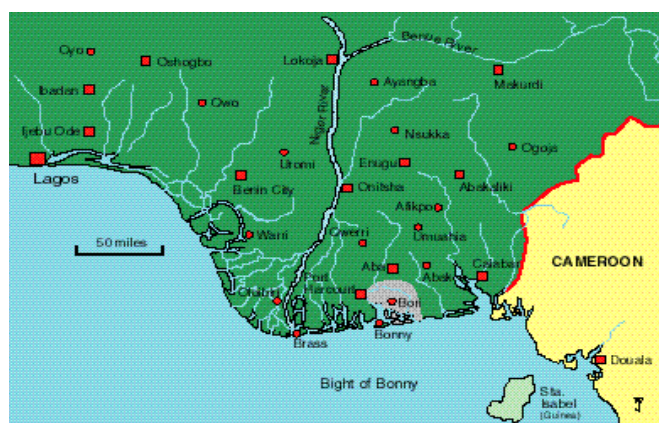 Oyo
Oshogbo
Lokoja
Benue River
Ibadan
Ayangba
Makurdi
Owo
Niger River
Ijebu Ode
Nsukka
Ogoja
Uromi
Enugu
Lagos
Benin City
Onitsha
Abakaliki
Afikpo
50 miles
Warri
Owerri
Umuahia
CAMEROON
Aba
Abak
Calabar
Port
Harcourt
Oloibiri
Bori
Brass
Bonny
Douala
Bight of Bonny
Sta.
Isabel
(Guinea)